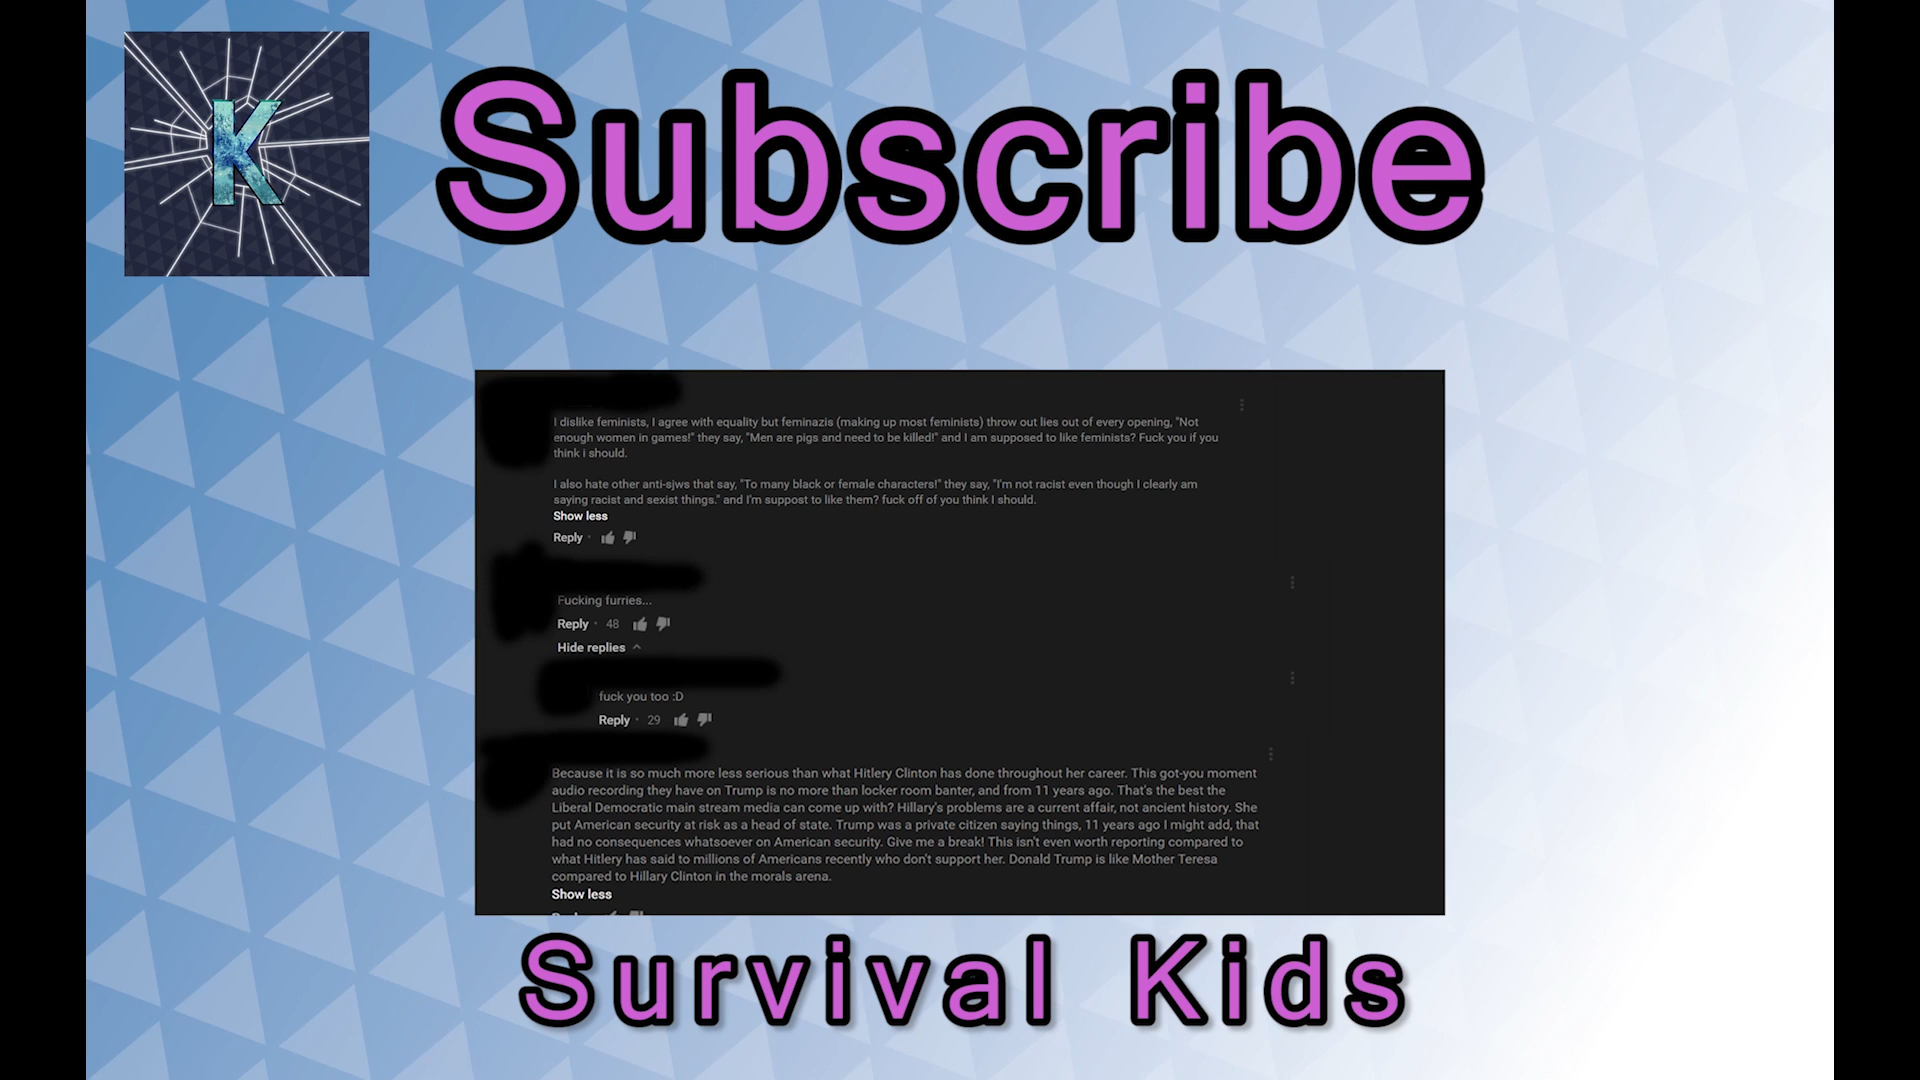 K
Subscribe
I dislike feminists, I agree with equality but feminazis (making up most feminists) throw out lies out of every opening, "Not
enough women in games!" they say, "Men are pigs and need to be killed!" and I am supposed to like feminists? Fuck you if you
think i should.
I also hate other anti-sjws that say, "To many black or female characters!" they say, "I'm not racist even though I clearly am
saying racist and sexist things." and I'm suppost to like them? fuck off of you think I should.
Show less
Reply
Fucking furries...
Reply 48
Hide replies
fuck you too :D
Reply 29
Because it is so much more less serious than what Hitlery Clinton has done throughout her career. This got-you moment
audio recording they have on Trump is no more than locker room banter, and from 11 years ago. That's the best the
Liberal Democratic main stream media can come up with? Hillary's problems are a current affair, not ancient history. She
put American security at risk as a head of state. Trump was a private citizen saying things, 11 years ago I might add, that
had no consequences whatsoever on American security. Give me a break! This isn't even worth reporting compared to
what Hitlery has said to millions of Americans recently who don't support her. Donald Trump is like Mother Teresa
compared to Hillary Clinton in the morals arena.
Show less
Survival Kids